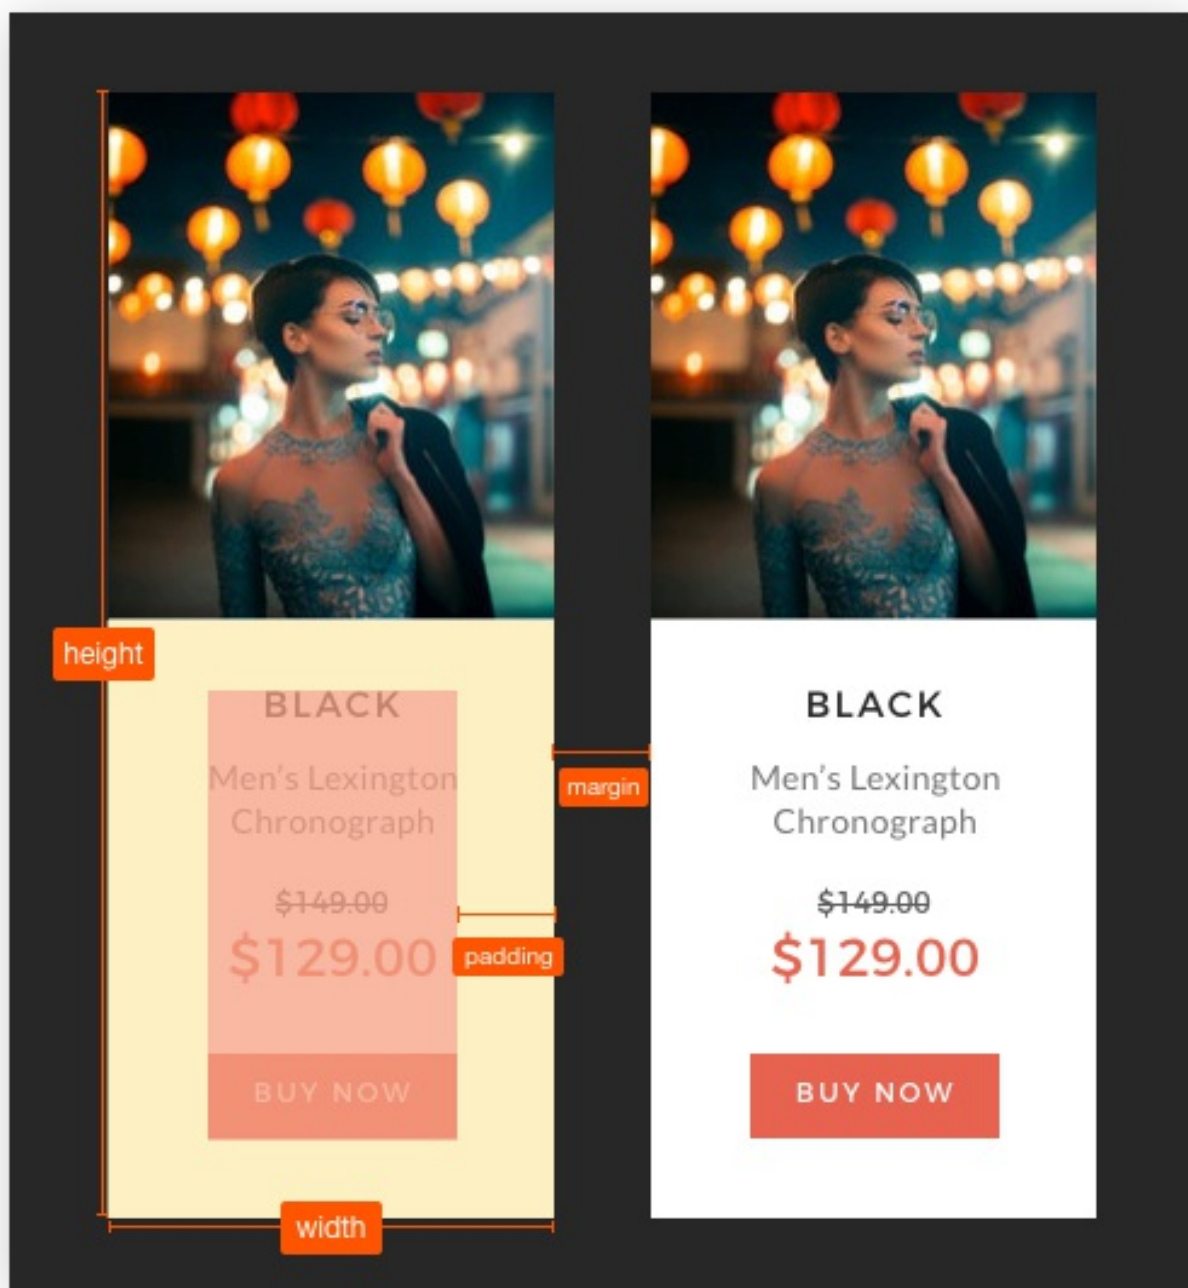 height
BLACK
Men's Lexington
Chronograph
$149.00
$129.00
padding
BUY NOW
width
margin
BLACK
Men's Lexington
Chronograph
$149.00
$129.00
BUY NOW